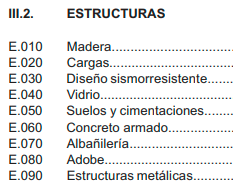 III.2. ESTRUCTURAS
E.010 Madera.................................
E.020 Cargas.................................
E.030 Diseño sismorresistente.......
E.040 Vidrio...................................
E.050 Suelos y cimentaciones........
E.060 Concreto armado.................
E.070 Albañilería............................
E.080 Adobe..................................
E.090 Estructuras metálicas...........